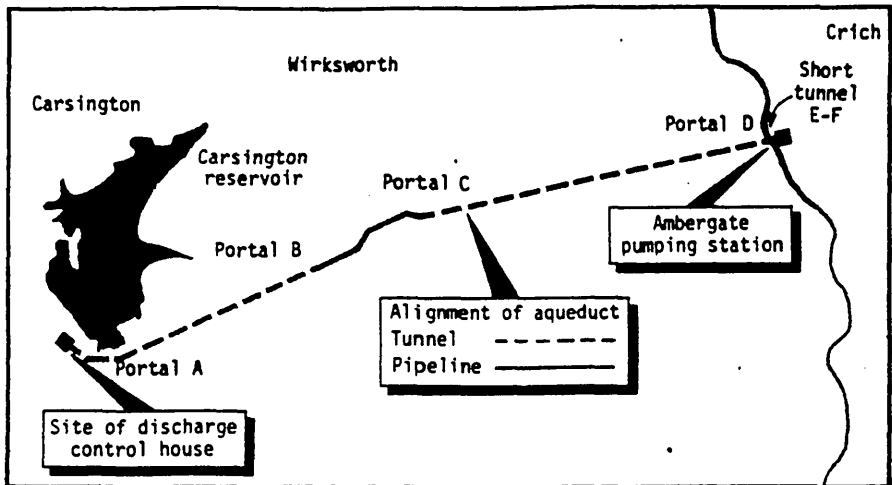 Crich
Wirksworth
Short
tunnel
E-F
Carsington
Portal D
Carsington
reservoir
Portal C
Ambergate
pumping station
Portal B
Alignment of aqueduct
Tunnel
Pipeline
Portal A
Site of discharge
control house